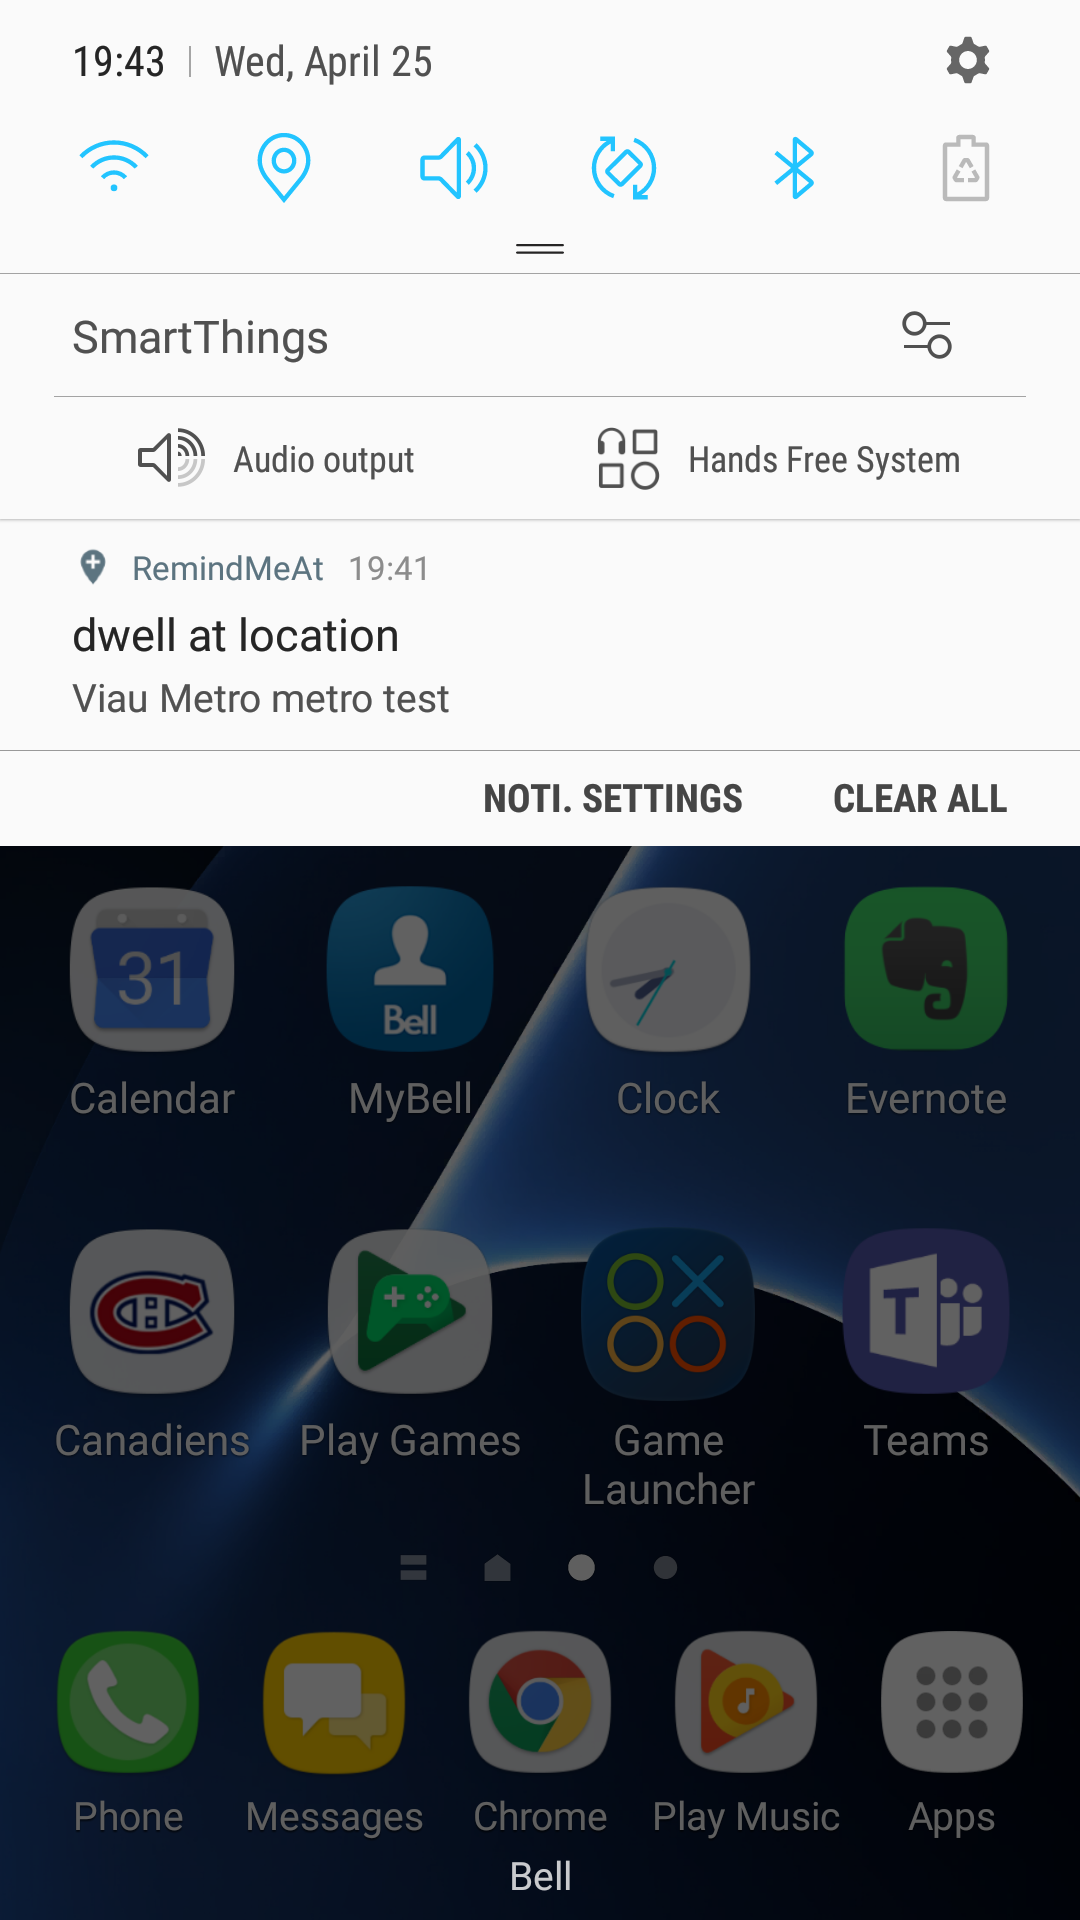 19:43 | Wed, April 25
SmartThings
Audio output
Hands Free System
RemindMeAt 19:41
dwell at location
Viau Metro metro test
NOTI. SETTINGS
CLEAR ALL
31
Bell
Calendar
MyBell
Clock
Evernote
T
Canadiens
Play Games
Game
Launcher
Teams
Phone
Messages
Chrome
Play Music
Apps
Bell